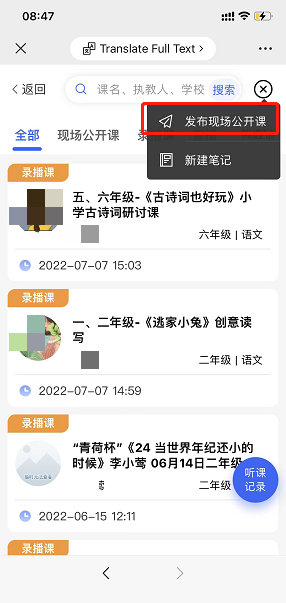 08:47
Translate Full Text
返回
课名、执教人、学校
搜索
发布现场公开课
全部
现场公开课
新建笔记
录播课
五、六年级-《古诗词也好玩》小
学古诗词研讨课
六年级 | 语文
2022-07-07 15:03
录播课
一、二年级-《逃家小兔》创意读
写
二年级 | 语文
2022-07-07 14:59
录播课
“青荷杯”《24 当世界年纪还小的
时候》李小莺 06月14日二年级
二年级
听课
记录
2022-06-15 12:11
录播课